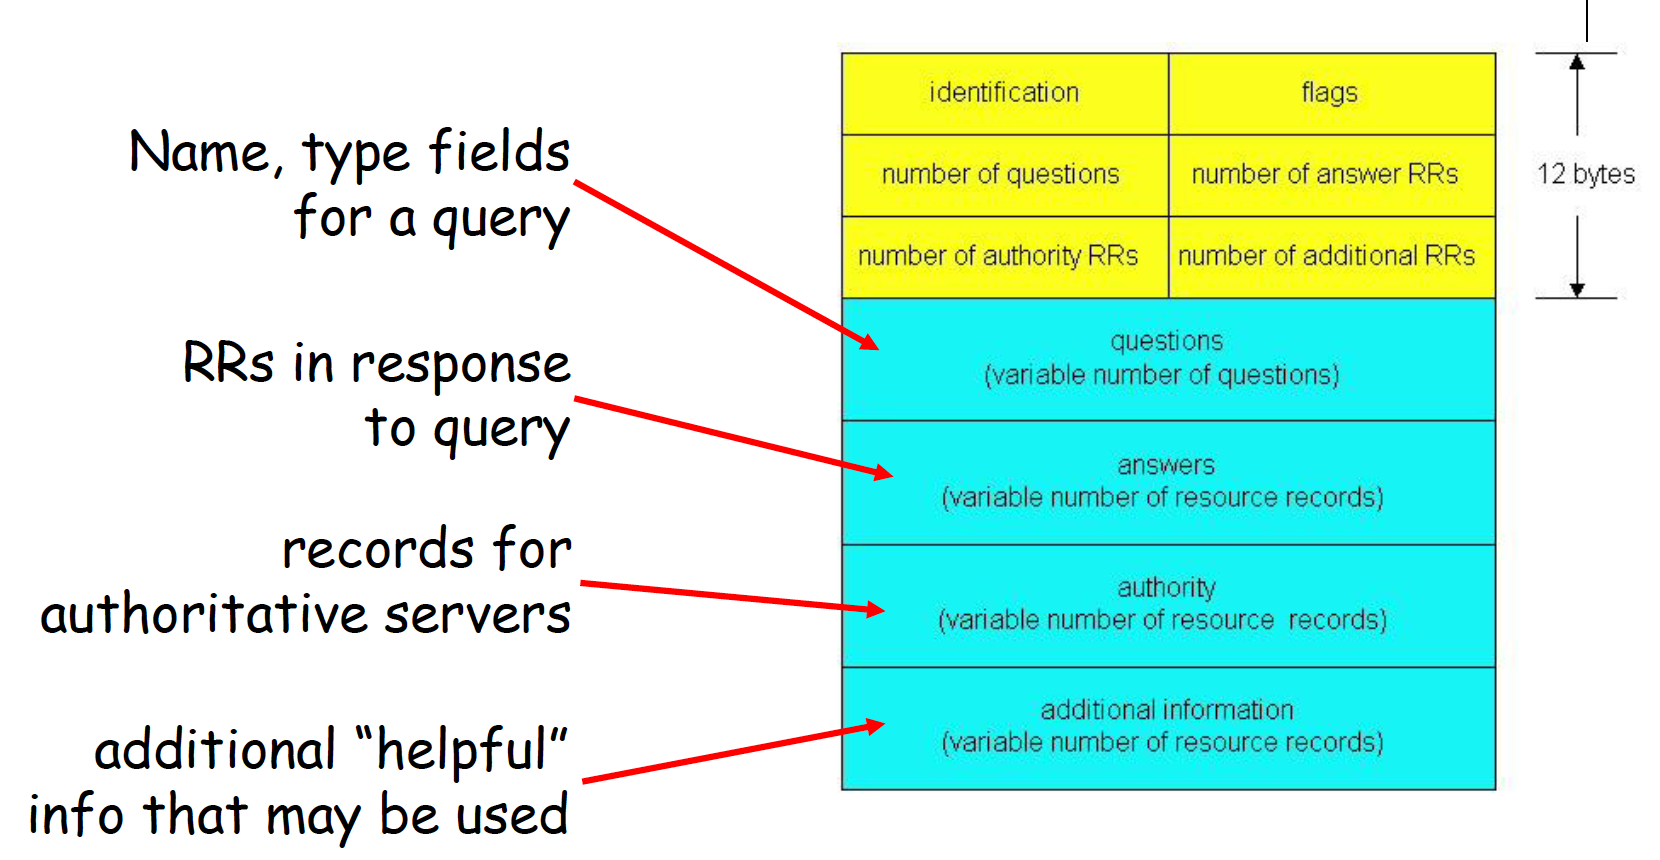 Name, type fields
for a query
RRs in response
to query
records for
authoritative servers
additional “helpful”
info that may be used
identification
flags
number of questions
number of answer RRs
number of authority RRs
number of additional RRs
12 bytes
questions
(variable number of questions)
answers
(variable number of resource records)
authority
(variable number of resource records)
additional information
(variable number of resource records)